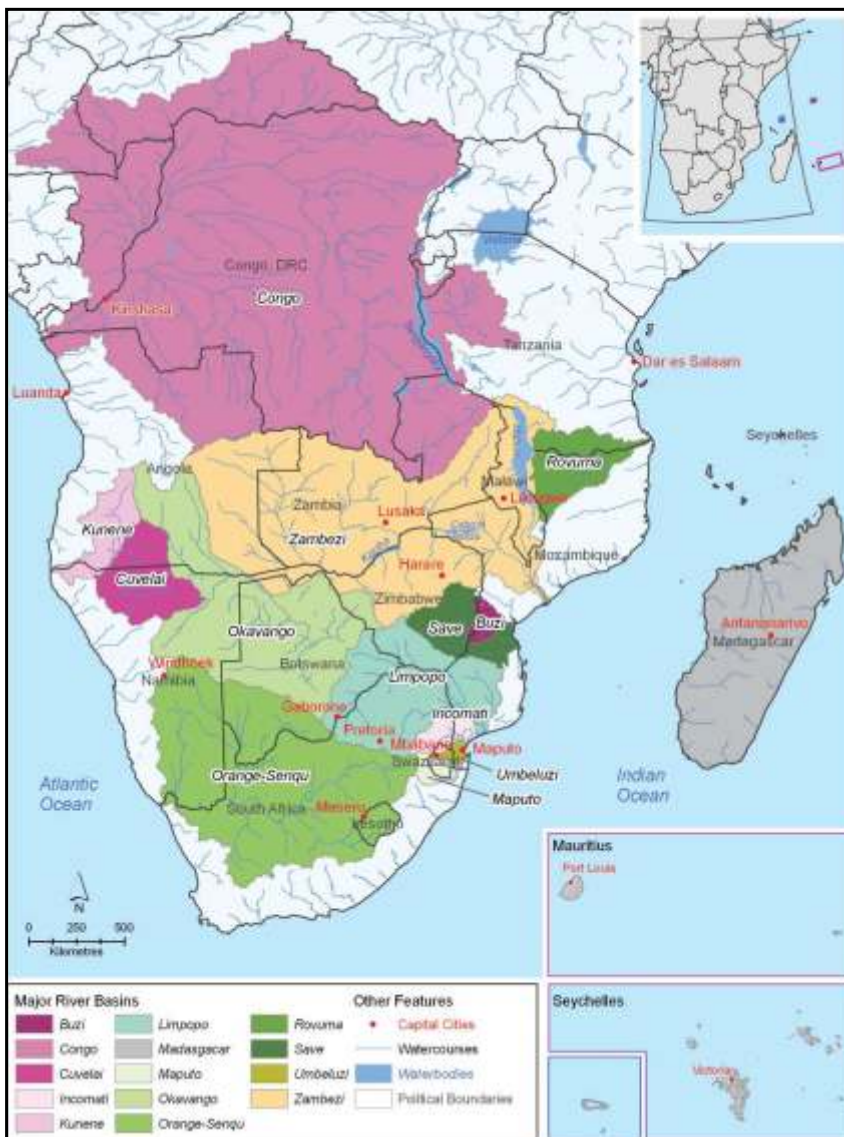 Victoria
Congo, DRC
Congo
Kinshasa
Tanzania
Dar es Salaam
Luanda
Seychelles
Angola
Rovuma
Malawi
Lilongwe
Zambia
Lusaka
Kunene
Zambezi
Mozambique
Cuvelai
Harare
Zimbabwe
Save
Buzi
Antananarivo
Madagascar
Okavango
Botswana
Windhoek
Namibia
Limpopo
Gaborone
Incomati
Pretoria
Mbabane
Maputo
Swaziland
Umbeluzi
Maputo
Orange-Senqu
South Africa
Maseru
Lesotho
Atlantic
Ocean
Indian
Ocean
N
0 250 500
Kilometres
Mauritius
Port Louis
Major River Basins
Other Features
Buzi
Limpopo
Rovuma
Capital Cities
Congo
Madagascar
Save
Watercourses
Cuvelai
Maputo
Umbeluzi
Waterbodies
Incomati
Okavango
Zambezi
Political Boundaries
Kunene
Orange-Senqu
Seychelles
Victoria